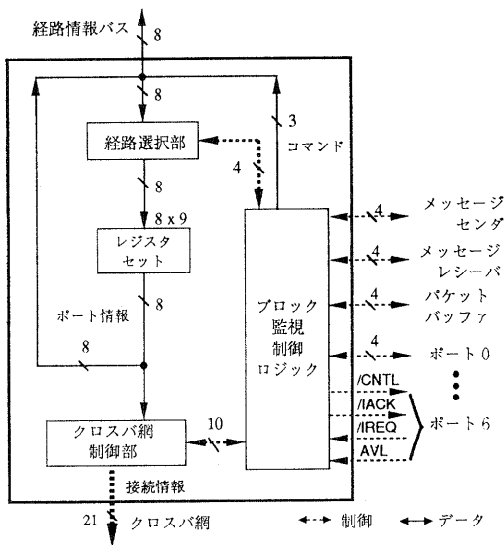 経路情報バス
8
8
3
経路選択部
コマンド
4
8
8 x 9
レジスタ
セット
4
メッセージ
センダ
4
メッセージ
レシーバ
8
ポート情報
ブロック
監視
制御
ロジック
4
パケット
バッファ
8
4
ポート0
/CNTL
/IACK
/IREQ
AVL
ポート6
クロスバ網
制御部
10
接続情報
21
クロスバ網
制御
データ